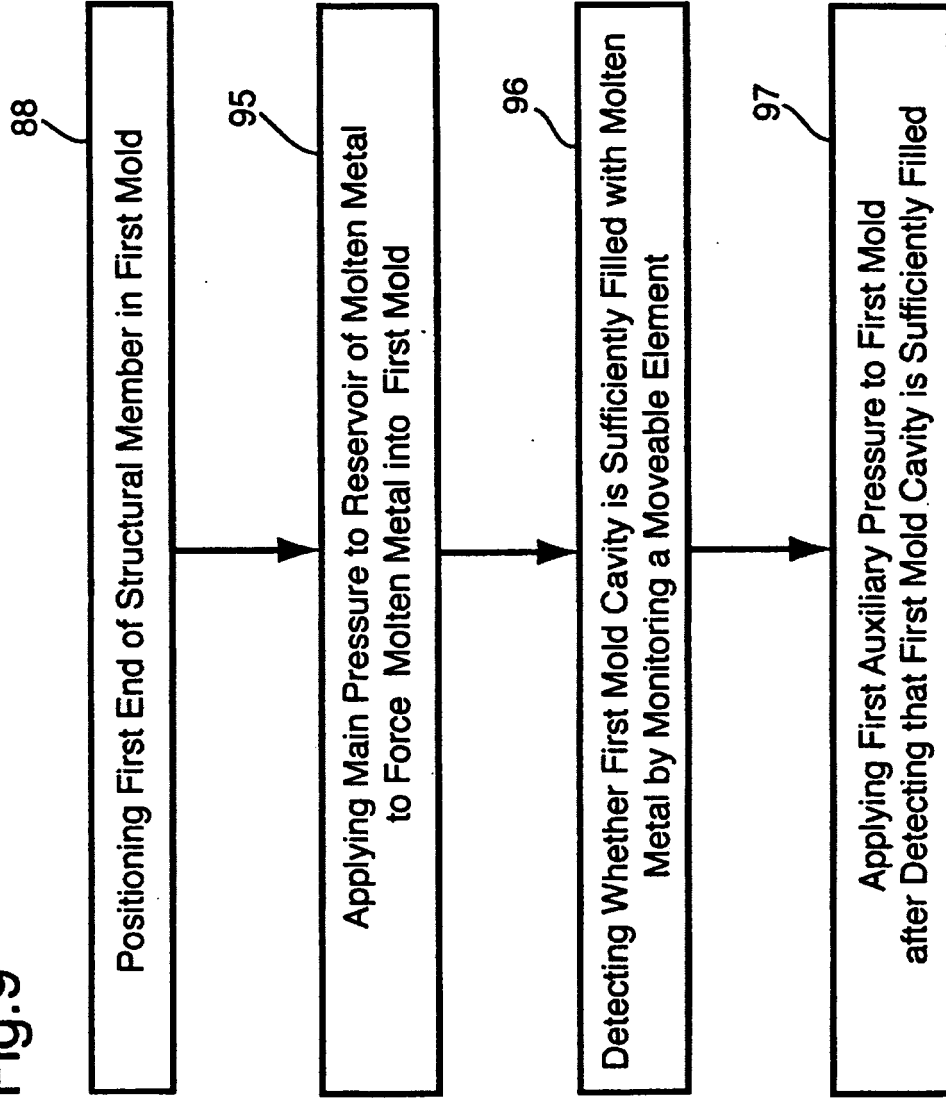 Fig.9
88
Positioning First End of Structural Member in First Mold
95
Applying Main Pressure to Reservoir of Molten Metal
to Force Molten Metal into First Mold
96
Detecting Whether First Mold Cavity is Sufficiently Filled with Molten
Metal by Monitoring a Moveable Element
97
Applying First Auxiliary Pressure to First Mold
after Detecting that First Mold Cavity is Sufficiently Filled